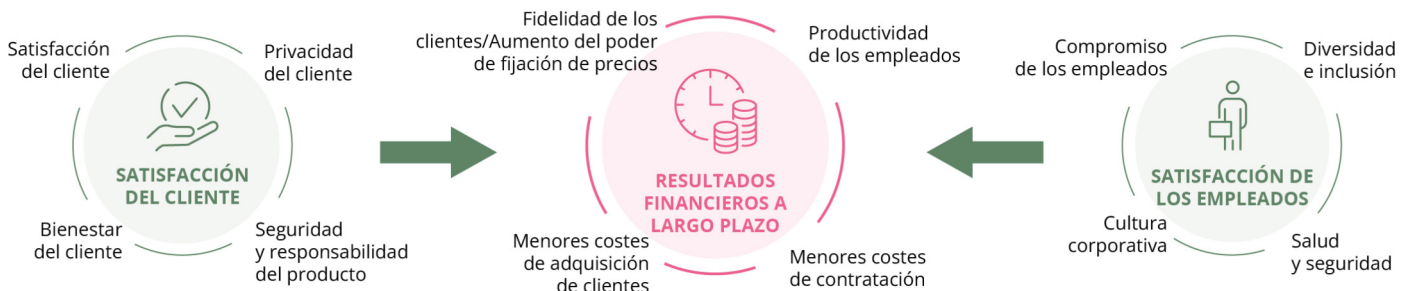 Satisfacción
del cliente
Privacidad
del cliente
SATISFACCIÓN
DEL CLIENTE
Bienestar
del cliente
Seguridad
y responsabilidad
del producto
Fidelidad de los
clientes/Aumento del poder
de fijación de precios
Productividad
de los empleados
RESULTADOS
FINANCIEROS A
LARGO PLAZO
Menores costes
de adquisición
de clientes
Menores costes
de contratación
Compromiso
de los empleados
Diversidad
e inclusión
SATISFACCIÓN DE
LOS EMPLEADOS
Cultura
corporativa
Salud
y seguridad